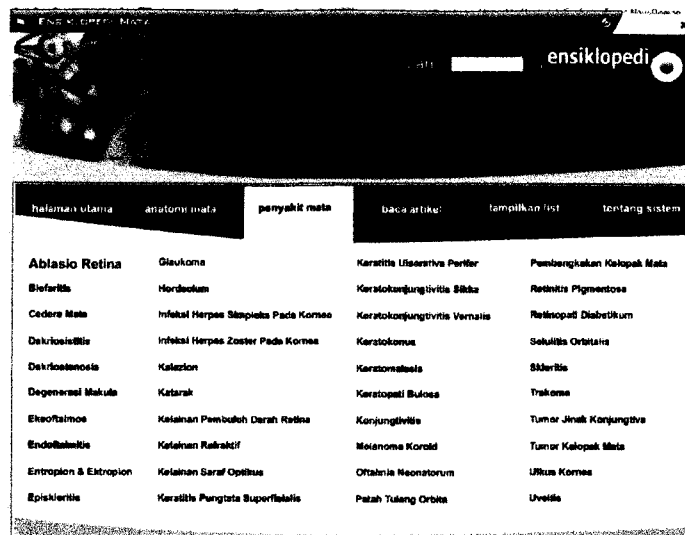 ENSIKLOPEDI MATA
cari
ensiklopedi
halaman utama
anatomi mata
penyakit mata
baca artikel
tampilkan list
tentang sistem
Ablasio Retina
Blefaritis
Cedera Mata
Dakriosistitis
Dakriostenosis
Degenerasi Makula
Eksoftalmos
Endoftalmitis
Entropion & Ektropion
Episkleritis
Glaukoma
Hordeolum
Infeksi Herpes Simpleks Pada Kornea
Infeksi Herpes Zoster Pada Kornea
Kalazion
Katarak
Kelainan Pembuluh Darah Retina
Kelainan Refraktif
Kelainan Saraf Optikus
Keratitis Pungtata Superfisialis
Keratitis Ulserativa Perifer
Keratokonjungtivitis Sikka
Keratokonjungtivitis Vernalis
Keratokonus
Keratomalasia
Keratopati Bulosa
Konjungtivitis
Melanoma Koroid
Oftalmia Neonatorum
Patah Tulang Orbita
Pembengkakan Kelopak Mata
Retinitis Pigmentosa
Retinopati Diabetikum
Selulitis Orbitalis
Skleritis
Trakoma
Tumor Jinak Konjungtiva
Tumor Kelopak Mata
Ulkus Kornea
Uveitis